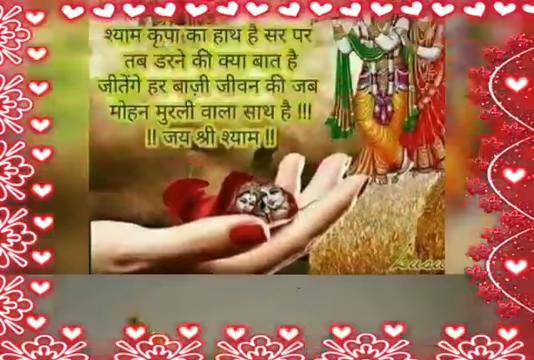 श्याम कृपा का हाथ है सर पर
तब डरने की क्या बात है
जीतेंगे हर बाज़ी जीवन की जब
मोहन मुरली वाला साथ है !!!
!! जय श्री श्याम !!